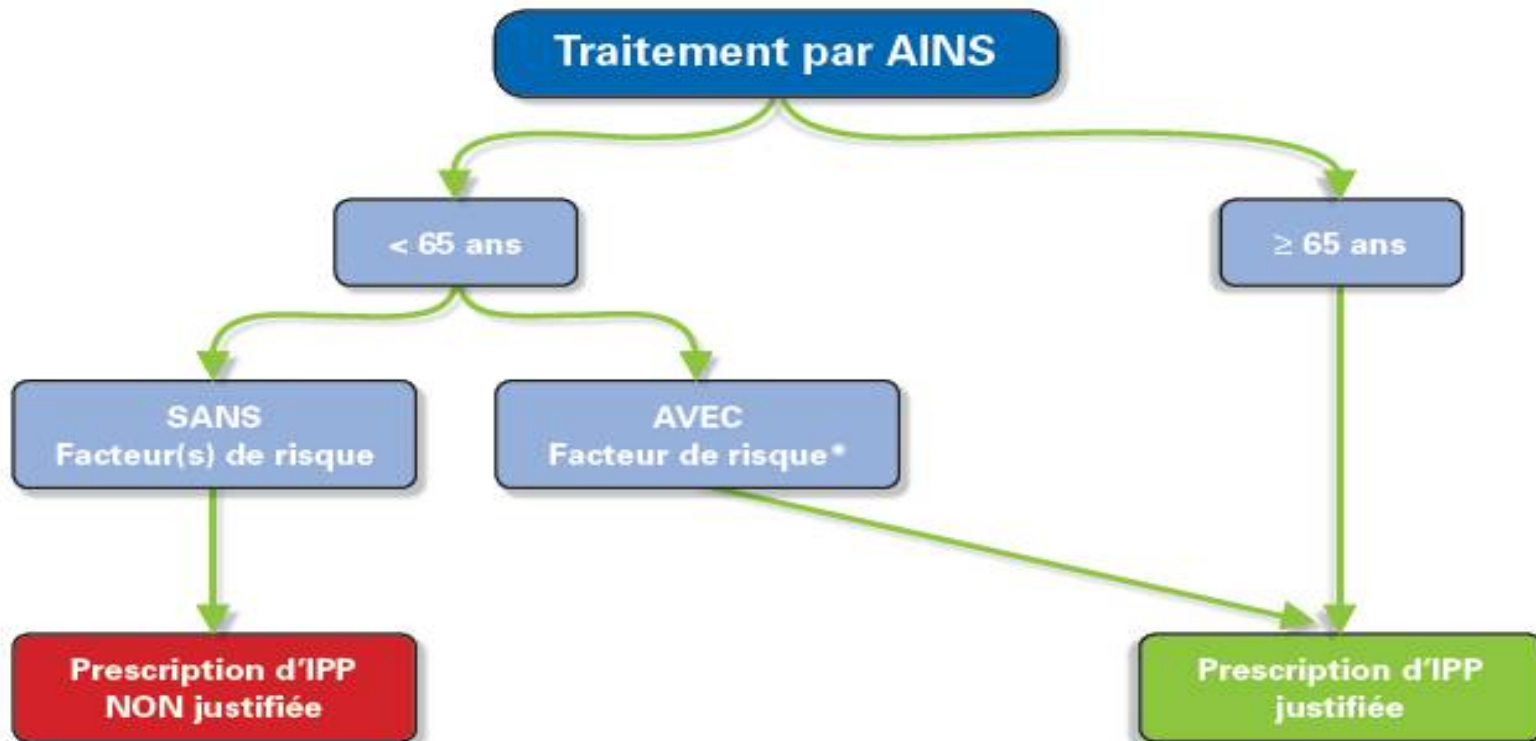 Traitement par AINS
< 65 ans
≥ 65 ans
SANS
Facteur(s) de risque
AVEC
Facteur de risque*
Prescription d'IPP
NON justifiée
Prescription d'IPP
justifiée